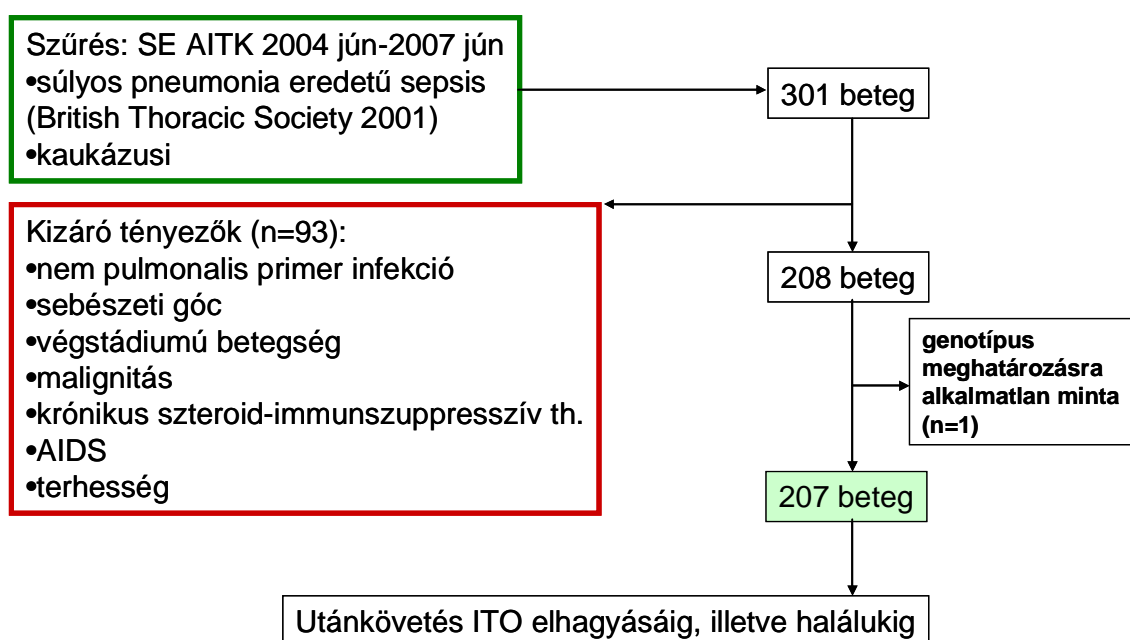 Szűrés: SE AITK 2004 jún-2007 jún
•súlyos pneumonia eredetű sepsis
(British Thoracic Society 2001)
•kaukázusi
301 beteg
Kizáró tényezők (n=93):
•nem pulmonalis primer infekció
•sebészeti góc
•végstádiumú betegség
•malignitás
•krónikus szteroid-immunszuppresszív th.
•AIDS
•terhesség
208 beteg
genotípus
meghatározásra
alkalmatlan minta
(n=1)
207 beteg
Utánkövetés ITO elhagyásáig, illetve halálukig